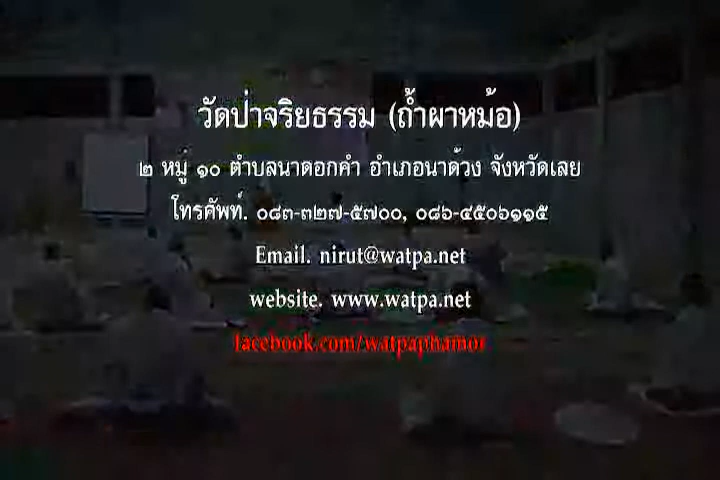 วัดป่าจริยธรรม (ถ้ำผาหม้อ)
๒ หมู่ ๑๐ ตำบลนาดอกคำ อำเภอนาด้วง จังหวัดเลย
โทรศัพท์. ๐๘๓-๓๒๗-๕๗๐๐, ๐๘๖-๔๕๐๖๑๑๕
Email. nirut@watpa.net
website. www.watpa.net
facebook.com/watpaphamor